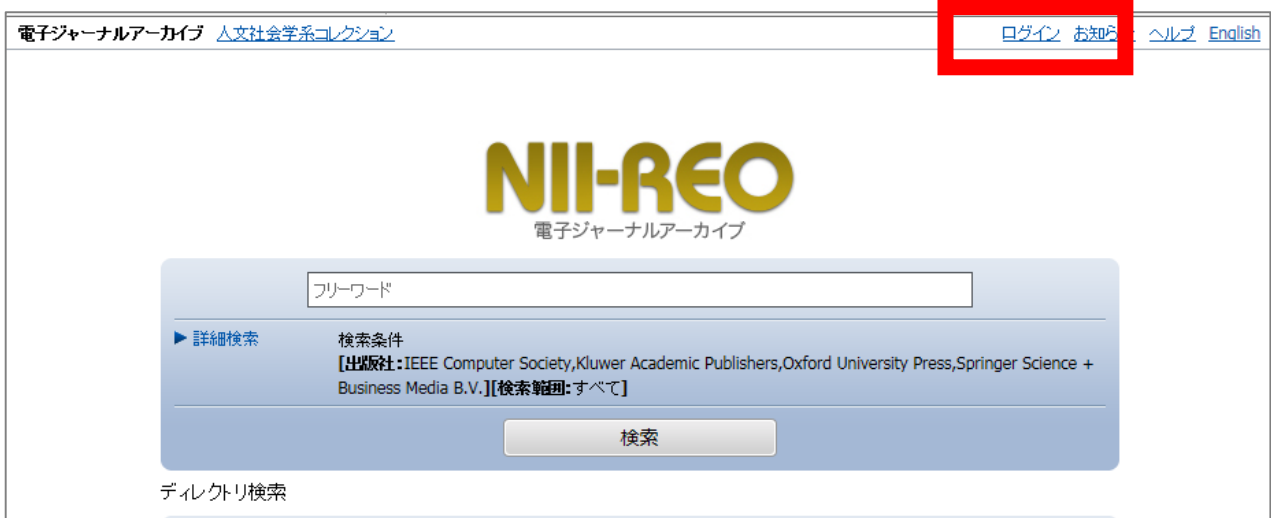 電子ジャーナルアーカイブ 人文社会学系コレクション ログイン お知ら ヘルプ English
NII-REO
電子ジャーナルアーカイブ
フリーワード
▶ 詳細検索 検索条件
[出版社:IEEE Computer Society,Kluwer Academic Publishers,Oxford University Press,Springer Science +
Business Media B.V.][検索範囲:すべて]
検索
ディレクトリ検索